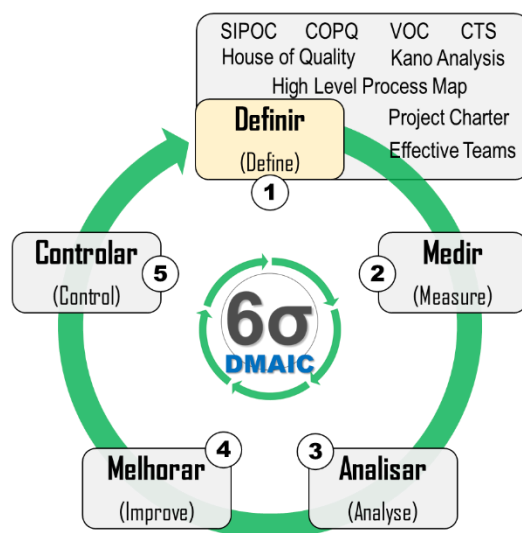 SIPOC COPQ VOC CTS
House of Quality Kano Analysis
High Level Process Map
Project Charter
Effective Teams
Definir
(Define)
1
Medir
(Measure)
2
Analisar
(Analyse)
3
Melhorar
(Improve)
4
Controlar
(Control)
5
6σ
DMAIC